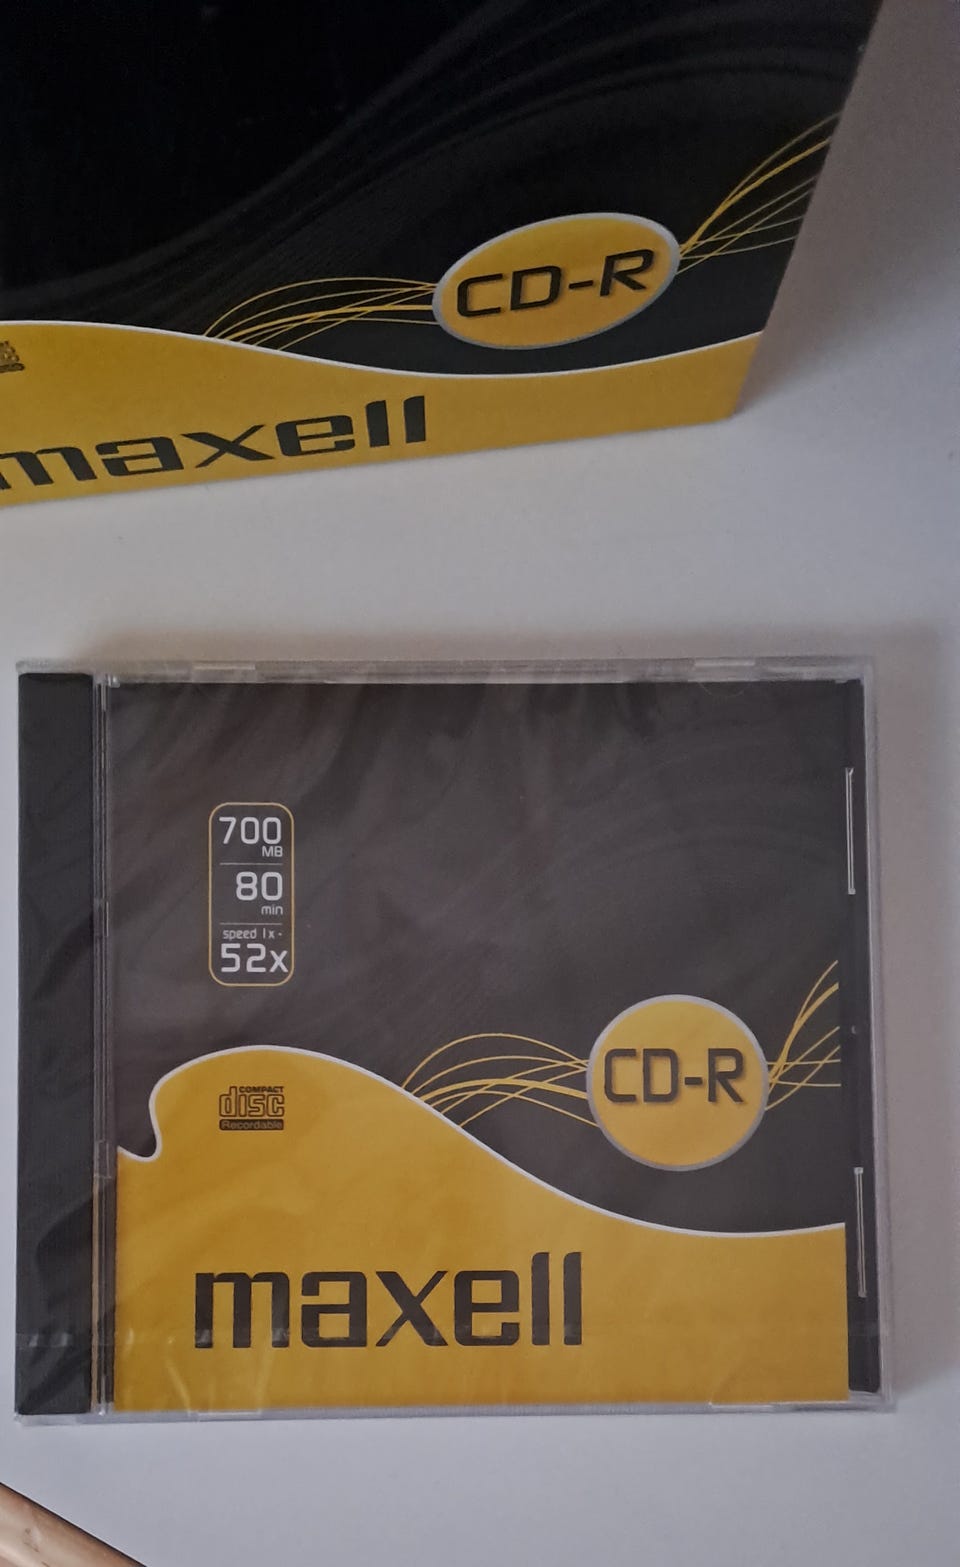 CD-R
maxell
700
MB
80
min
speed 1x-
52x
CD-R
COMPACT
disc
Recordable
maxell